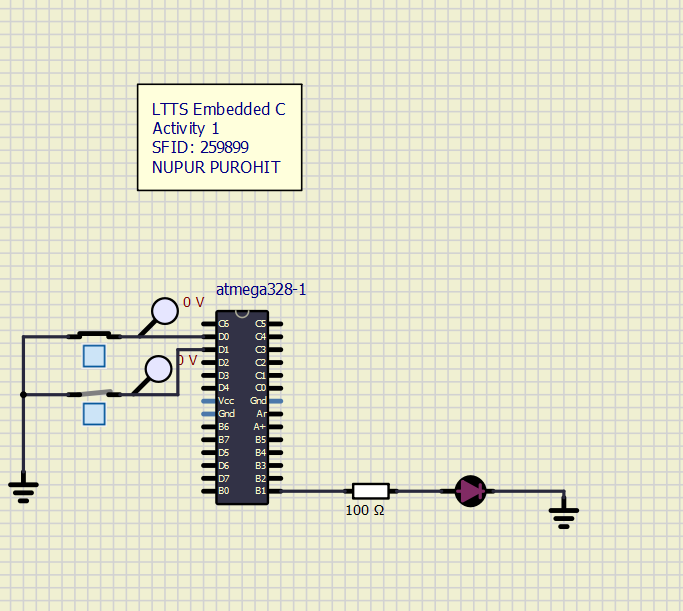 LTTS Embedded C
Activity 1
SFID: 259899
NUPUR PUROHIT
atmega328-1
0 V
0 V
C6 C5
D0 C4
D1 C3
D2 C2
D3 C1
D4 C0
Vcc Gnd
Gnd Ar
B6 A+
B7 B5
D5 B4
D6 B3
D7 B2
B0 B1
100 Ω